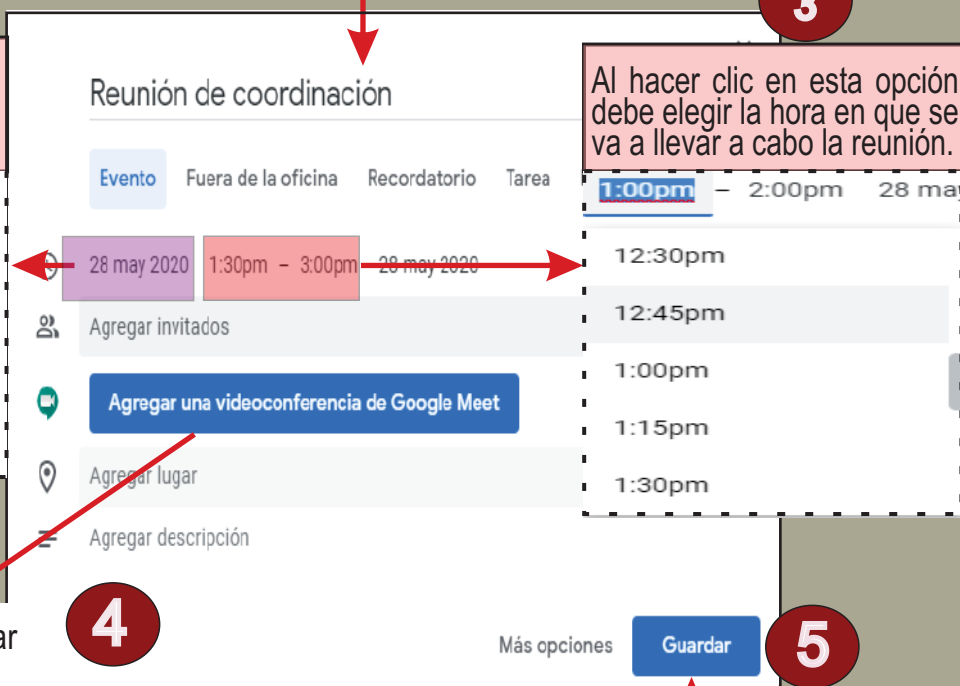 3
Reunión de coordinación
Al hacer clic en esta opción
debe elegir la hora en que se
va a llevar a cabo la reunión.
Evento Fuera de la oficina Recordatorio Tarea
1:00pm – 2:00pm 28 may
28 may 2020 1:30pm – 3:00pm 28 may 2020
12:30pm
12:45pm
1:00pm
1:15pm
1:30pm
Agregar invitados
Agregar una videoconferencia de Google Meet
Agregar lugar
Agregar descripción
ar
4
Más opciones Guardar
5